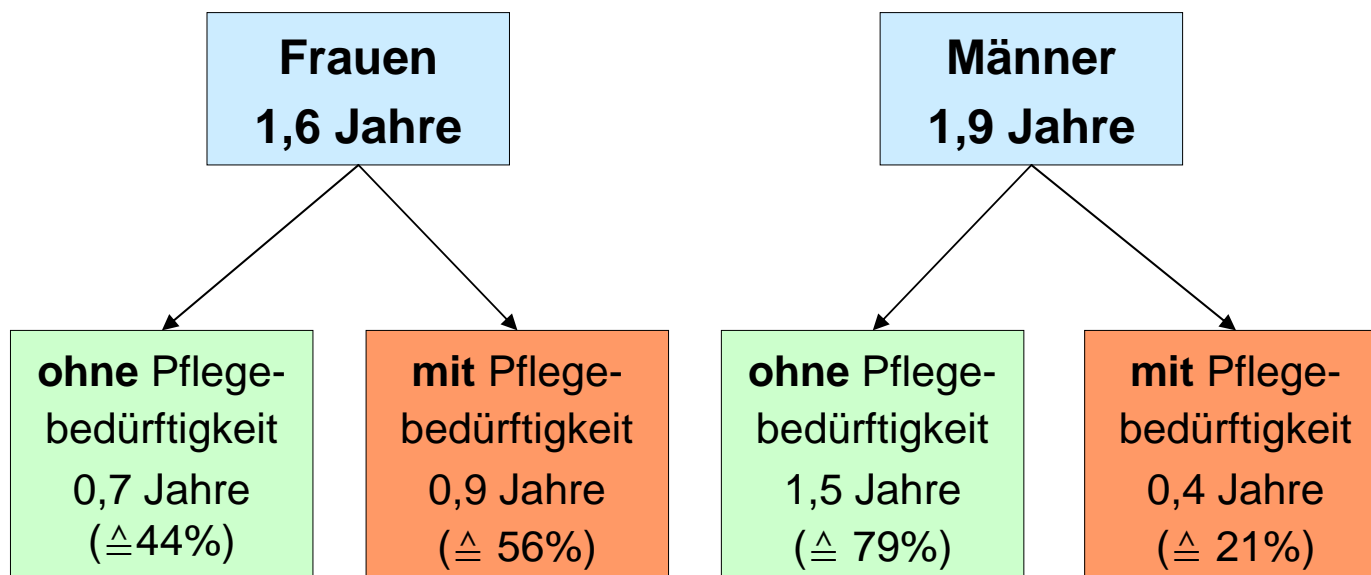 Frauen
1,6 Jahre
Männer
1,9 Jahre
ohne Pflege-
bedürftigkeit
0,7 Jahre
(≙44%)
mit Pflege-
bedürftigkeit
0,9 Jahre
(≙ 56%)
ohne Pflege-
bedürftigkeit
1,5 Jahre
(≙ 79%)
mit Pflege-
bedürftigkeit
0,4 Jahre
(≙ 21%)